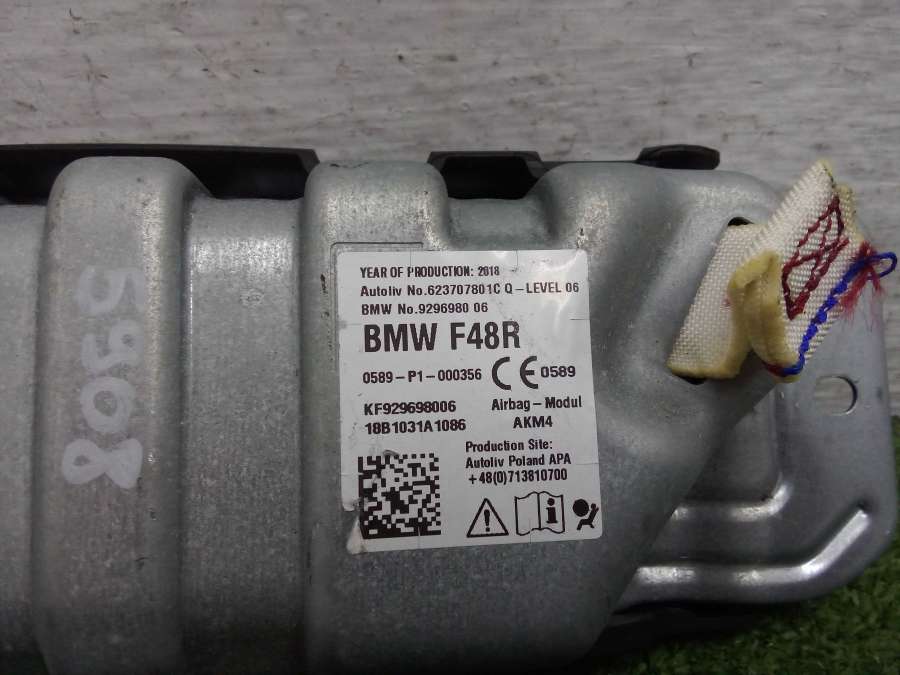 YEAR OF PRODUCTION: 2018
Autoliv No.623707801C Q-LEVEL 06
BMW No.9296980 06
BMW F48R
0589-P1-000356 CE 0589
KF929698006 Airbag-Modul
18B1031A1086 AKM4
Production Site:
Autoliv Poland APA
+48(0)713810700